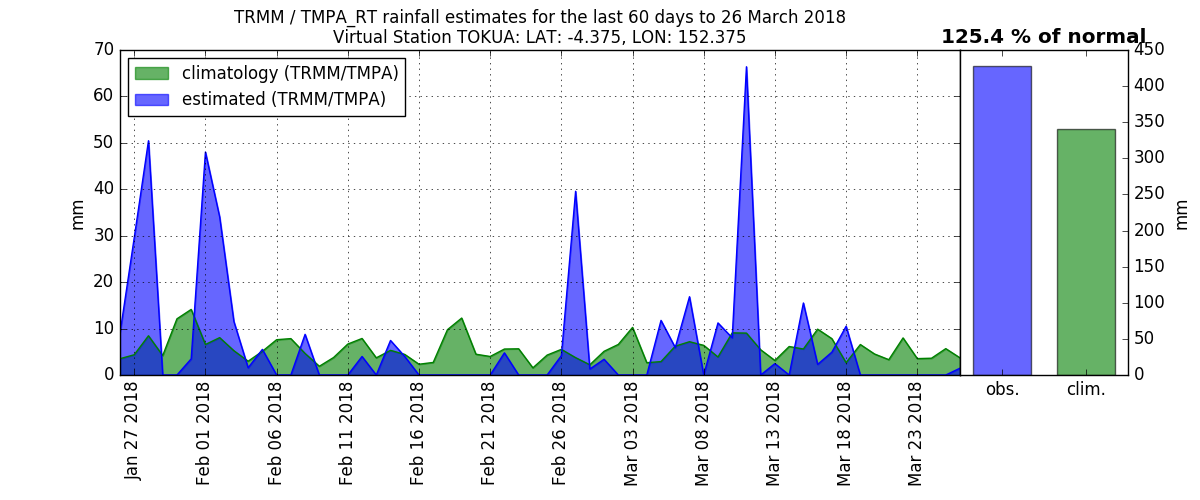 TRMM / TMPA_RT rainfall estimates for the last 60 days to 26 March 2018
Virtual Station TOKUA: LAT: -4.375, LON: 152.375
125.4 % of normal
climatology (TRMM/TMPA)
estimated (TRMM/TMPA)
70
60
50
40
30
20
10
0
mm
Jan 27 2018
Feb 01 2018
Feb 06 2018
Feb 11 2018
Feb 16 2018
Feb 21 2018
Feb 26 2018
Mar 03 2018
Mar 08 2018
Mar 13 2018
Mar 18 2018
Mar 23 2018
obs.
clim.
450
400
350
300
250
200
150
100
50
0
mm